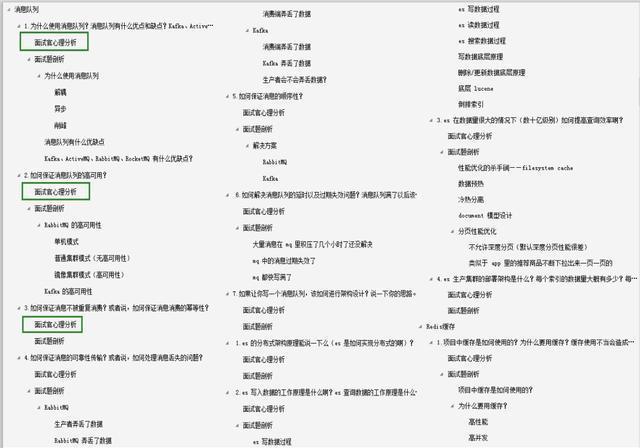 消息队列
1.为什么使用消息队列?消息队列有什么优点和缺点?Kafka、Active…
面试官心理分析
面试题剖析
为什么使用消息队列
解耦
异步
削峰
消息队列有什么优缺点
Kafka、ActiveMQ、RabbitMQ、RocketMQ 有什么优缺点?
2.如何保证消息队列的高可用?
面试官心理分析
面试题剖析
RabbitMQ 的高可用性
单机模式
普通集群模式(无高可用性)
镜像集群模式(高可用性)
Kafka 的高可用性
3.如何保证消息不被重复消费?或者说,如何保证消息消费的幂等性?
面试官心理分析
面试题剖析
4.如何保证消息的可靠性传输?或者说,如何处理消息丢失的问题?
面试官心理分析
面试题剖析
RabbitMQ
生产者弄丢了数据
RabbitMQ 弄丢了数据
消费端弄丢了数据
Kafka
消费端弄丢了数据
Kafka 弄丢了数据
生产者会不会弄丢数据?
5.如何保证消息的顺序性?
面试官心理分析
面试题剖析
解决方案
RabbitMQ
Kafka
6.如何解决消息队列的延时以及过期失效问题?消息队列满了以后该…
面试官心理分析
面试题剖析
大量消息在 mq 里积压了几个小时了还没解决
mq 中的消息过期失效了
mq 都快写满了
7.如果让你写一个消息队列,该如何进行架构设计?说一下你的思路。
面试官心理分析
面试题剖析
1.es 的分布式架构原理能说一下么(es 是如何实现分布式的啊)?
面试官心理分析
面试题剖析
2.es 写入数据的工作原理是什么啊?es 查询数据的工作原理是什么…
面试官心理分析
面试题剖析
es 写数据过程
es 写数据过程
es 读数据过程
es 搜索数据过程
写数据底层原理
删除/更新数据底层原理
底层 lucene
倒排索引
3.es 在数据量很大的情况下(数十亿级别)如何提高查询效率啊?
面试官心理分析
面试题剖析
性能优化的杀手锏——filesystem cache
数据预热
冷热分离
document 模型设计
分页性能优化
不允许深度分页(默认深度分页性能很差)
类似于 app 里的推荐商品不断下拉出来一页一页的
4.es 生产集群的部署架构是什么?每个索引的数据量大概有多少?每…
面试官心理分析
面试题剖析
Redis缓存
1.项目中缓存是如何使用的?为什么要用缓存?缓存使用不当会造成…
面试官心理分析
面试题剖析
项目中缓存是如何使用的?
为什么要用缓存?
高性能
高并发